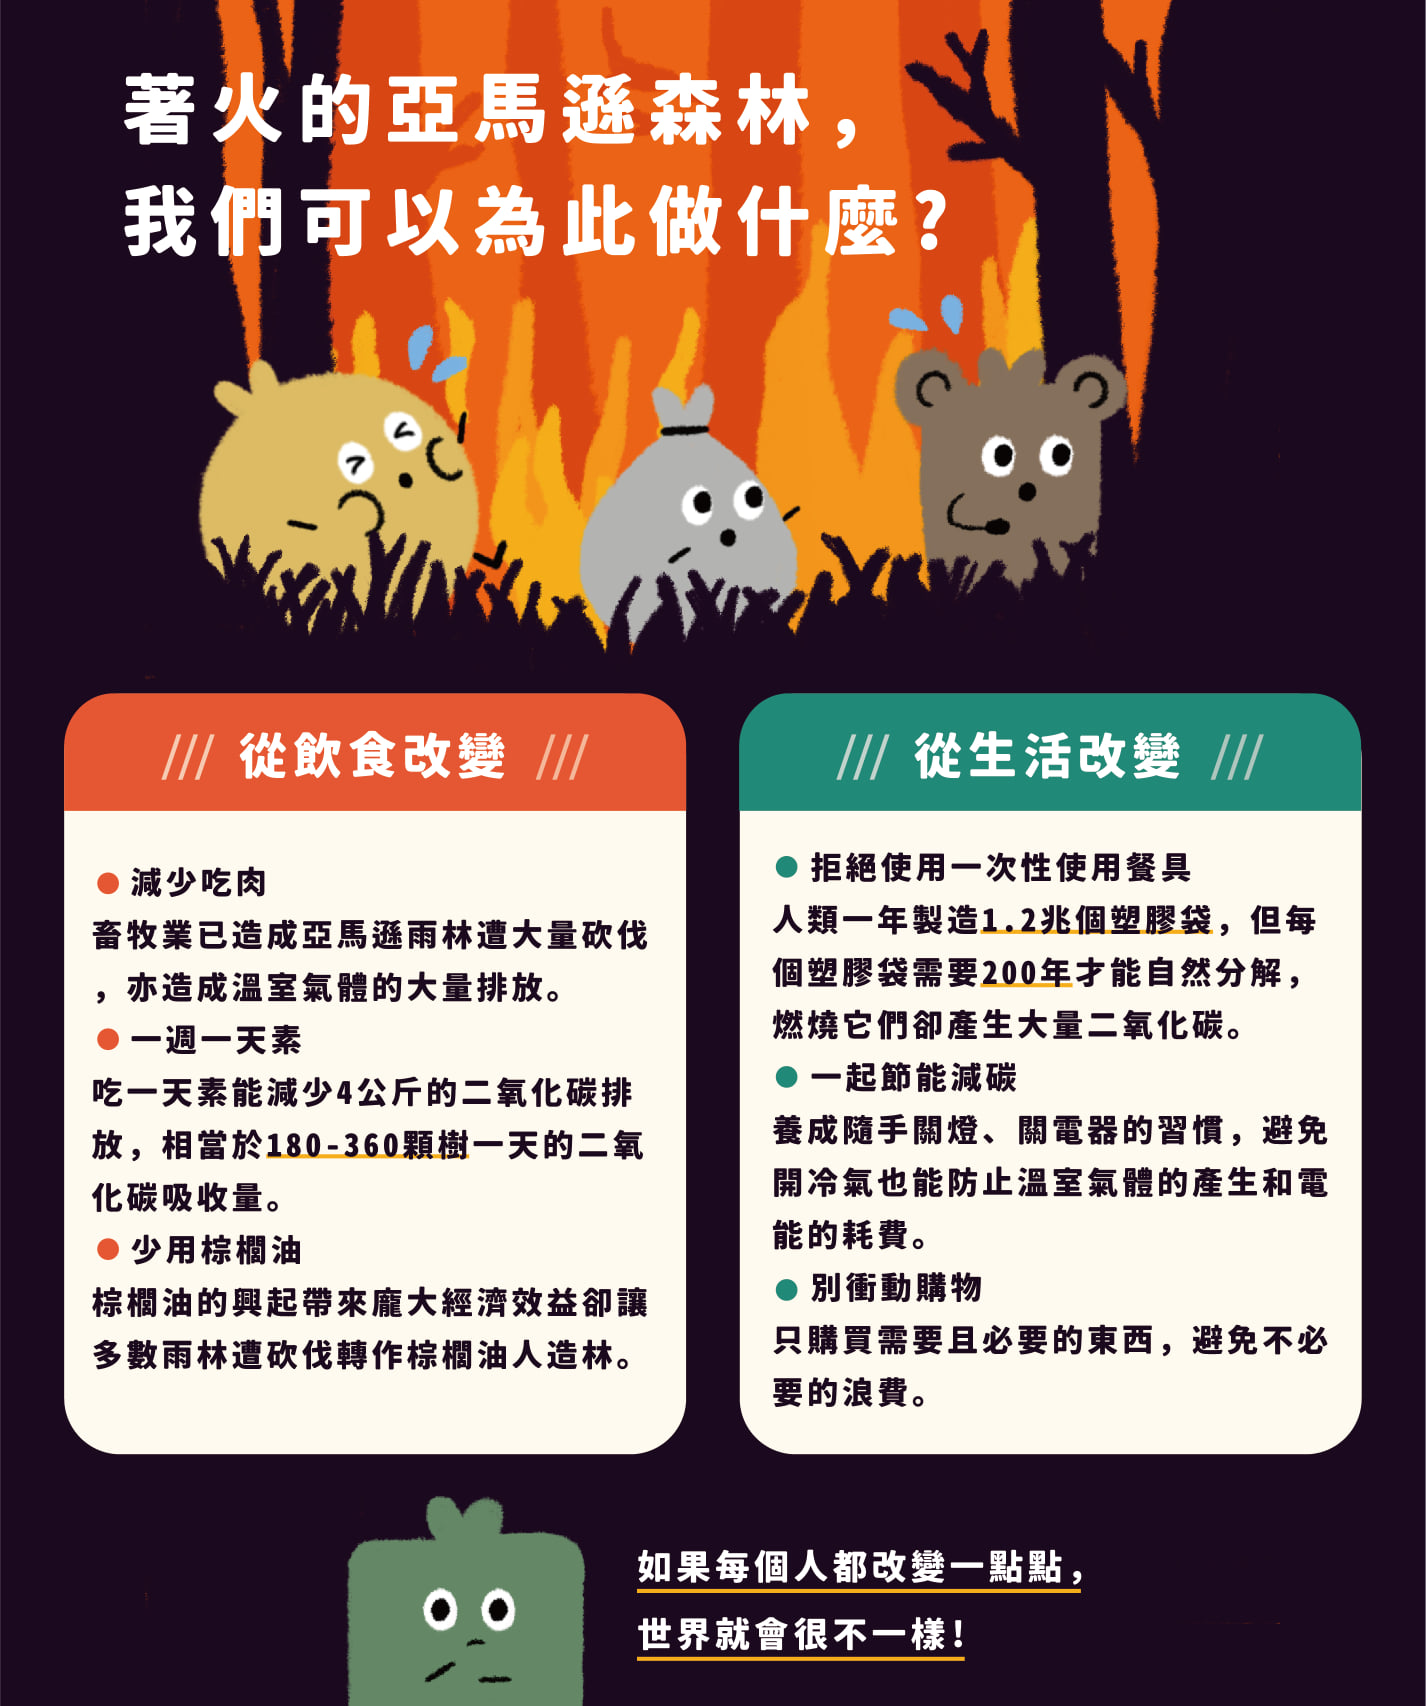 著火的亞馬遜森林，
我們可以為此做什麼?
/// 從飲食改變 ///
● 減少吃肉
畜牧業已造成亞馬遜雨林遭大量砍伐
，亦造成溫室氣體的大量排放。
● 一週一天素
吃一天素能減少4公斤的二氧化碳排
放，相當於180-360顆樹一天的二氧
化碳吸收量。
● 少用棕櫚油
棕櫚油的興起帶來龐大經濟效益卻讓
多數雨林遭砍伐轉作棕櫚油人造林。
/// 從生活改變 ///
● 拒絕使用一次性使用餐具
人類一年製造1.2兆個塑膠袋，但每
個塑膠袋需要200年才能自然分解，
燃燒它們卻產生大量二氧化碳。
● 一起節能減碳
養成隨手關燈、關電器的習慣，避免
開冷氣也能防止溫室氣體的產生和電
能的耗費。
● 別衝動購物
只購買需要且必要的東西，避免不必
要的浪費。
如果每個人都改變一點點，
世界就會很不一樣!